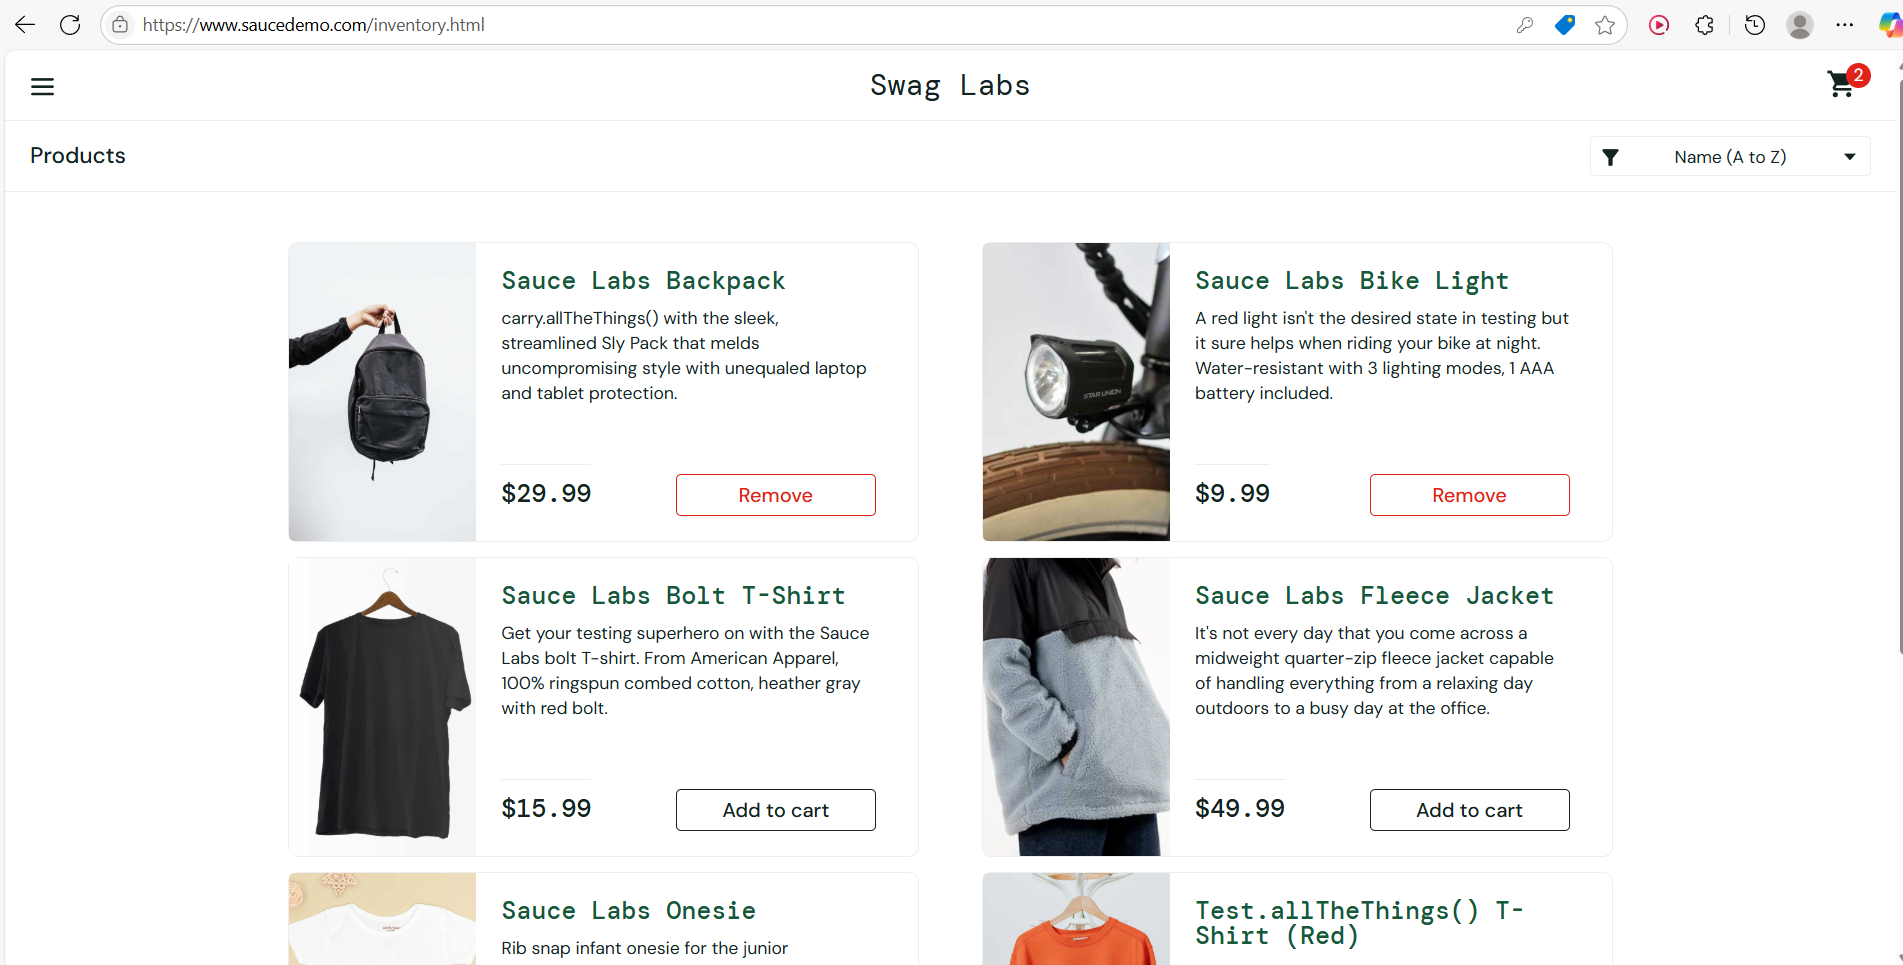 https://www.saucedemo.com/inventory.html
Swag Labs
2
Products
Name (A to Z)
Sauce Labs Backpack
carry.allTheThings() with the sleek,
streamlined Sly Pack that melds
uncompromising style with unequaled laptop
and tablet protection.
$29.99
Remove
Sauce Labs Bike Light
A red light isn't the desired state in testing but
it sure helps when riding your bike at night.
Water-resistant with 3 lighting modes, 1 AAA
battery included.
STAR UNION
$9.99
Remove
Sauce Labs Bolt T-Shirt
Get your testing superhero on with the Sauce
Labs bolt T-shirt. From American Apparel,
100% ringspun combed cotton, heather gray
with red bolt.
$15.99
Add to cart
Sauce Labs Fleece Jacket
It's not every day that you come across a
midweight quarter-zip fleece jacket capable
of handling everything from a relaxing day
outdoors to a busy day at the office.
$49.99
Add to cart
Sauce Labs Onesie
Rib snap infant onesie for the junior
Test.allTheThings() T-
Shirt (Red)